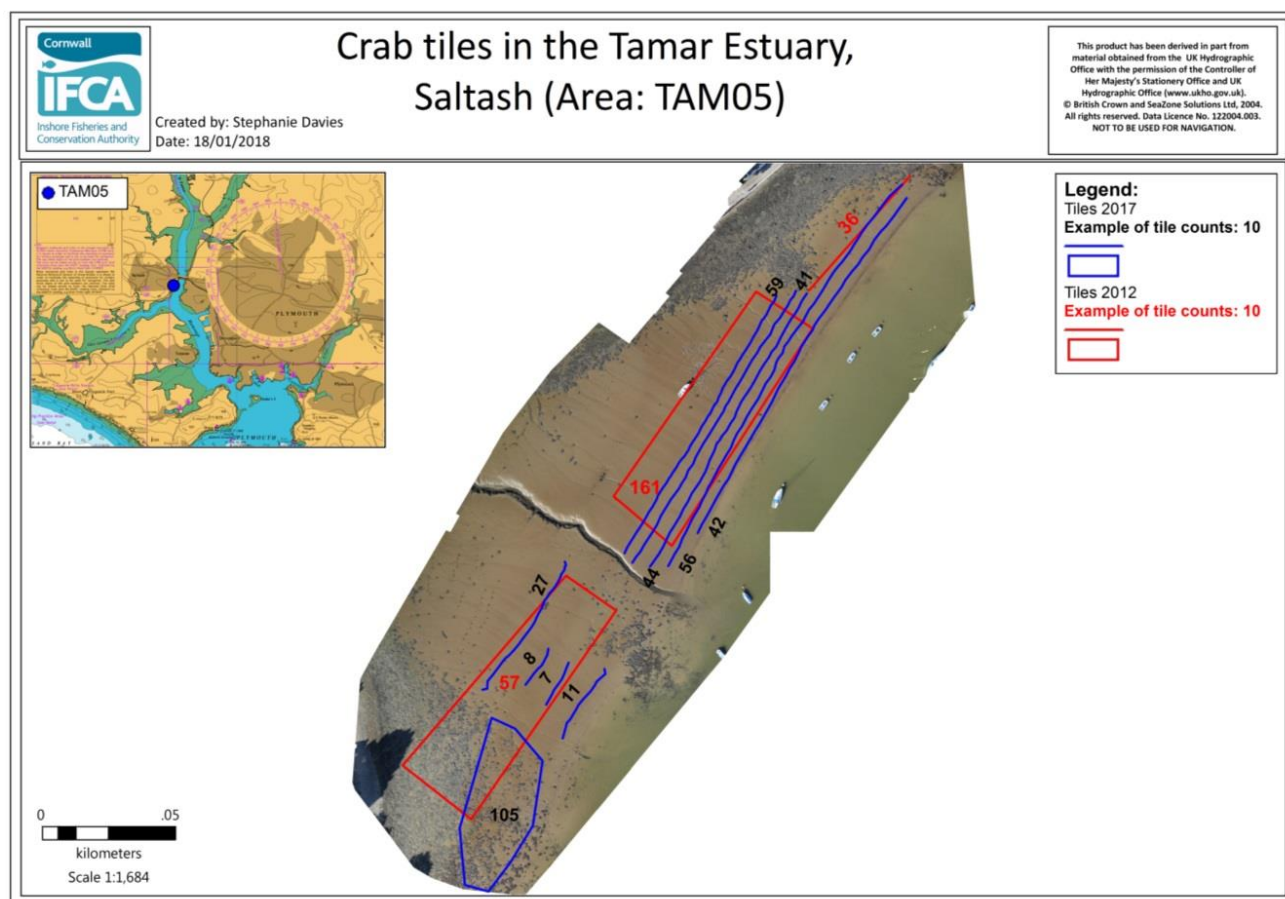 Cornwall
IFCA
Inshore Fisheries and
Conservation Authority
Created by: Stephanie Davies
Date: 18/01/2018
Crab tiles in the Tamar Estuary,
Saltash (Area: TAM05)
This product has been derived in part from
material obtained from the UK Hydrographic
Office with the permission of the Controller of
Her Majesty's Stationery Office and UK
Hydrographic Office (www.ukho.gov.uk).
© British Crown and SeaZone Solutions Ltd, 2004.
All rights reserved. Data Licence No. 122004.003.
NOT TO BE USED FOR NAVIGATION.
TAM05
PLYMOUTH
PLYMOUTH
Legend:
Tiles 2017
Example of tile counts: 10
Tiles 2012
Example of tile counts: 10
36
59
41
161
42
56
44
27
8
7
57
11
105
0 .05
kilometers
Scale 1:1,684